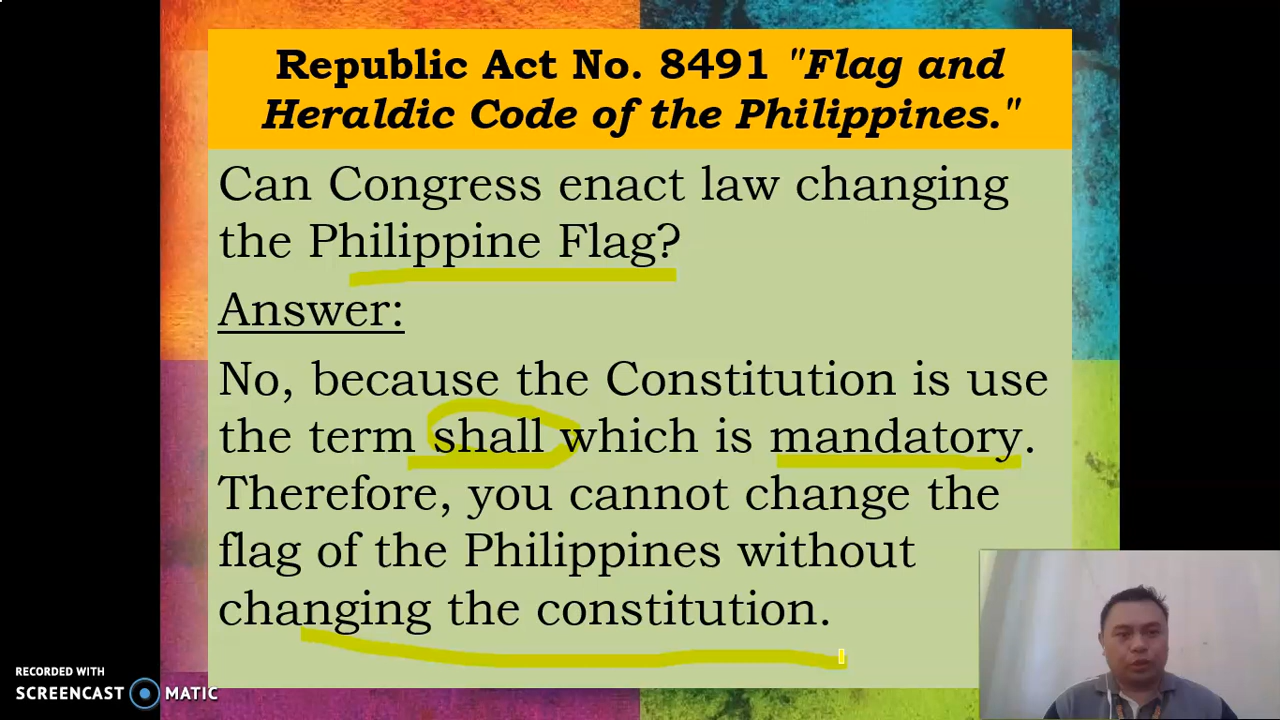 Republic Act No. 8491 "Flag and
Heraldic Code of the Philippines."
Can Congress enact law changing
the Philippine Flag?
Answer:
No, because the Constitution is use
the term shall which is mandatory.
Therefore, you cannot change the
flag of the Philippines without
changing the constitution.
RECORDED WITH
SCREENCAST MATIC